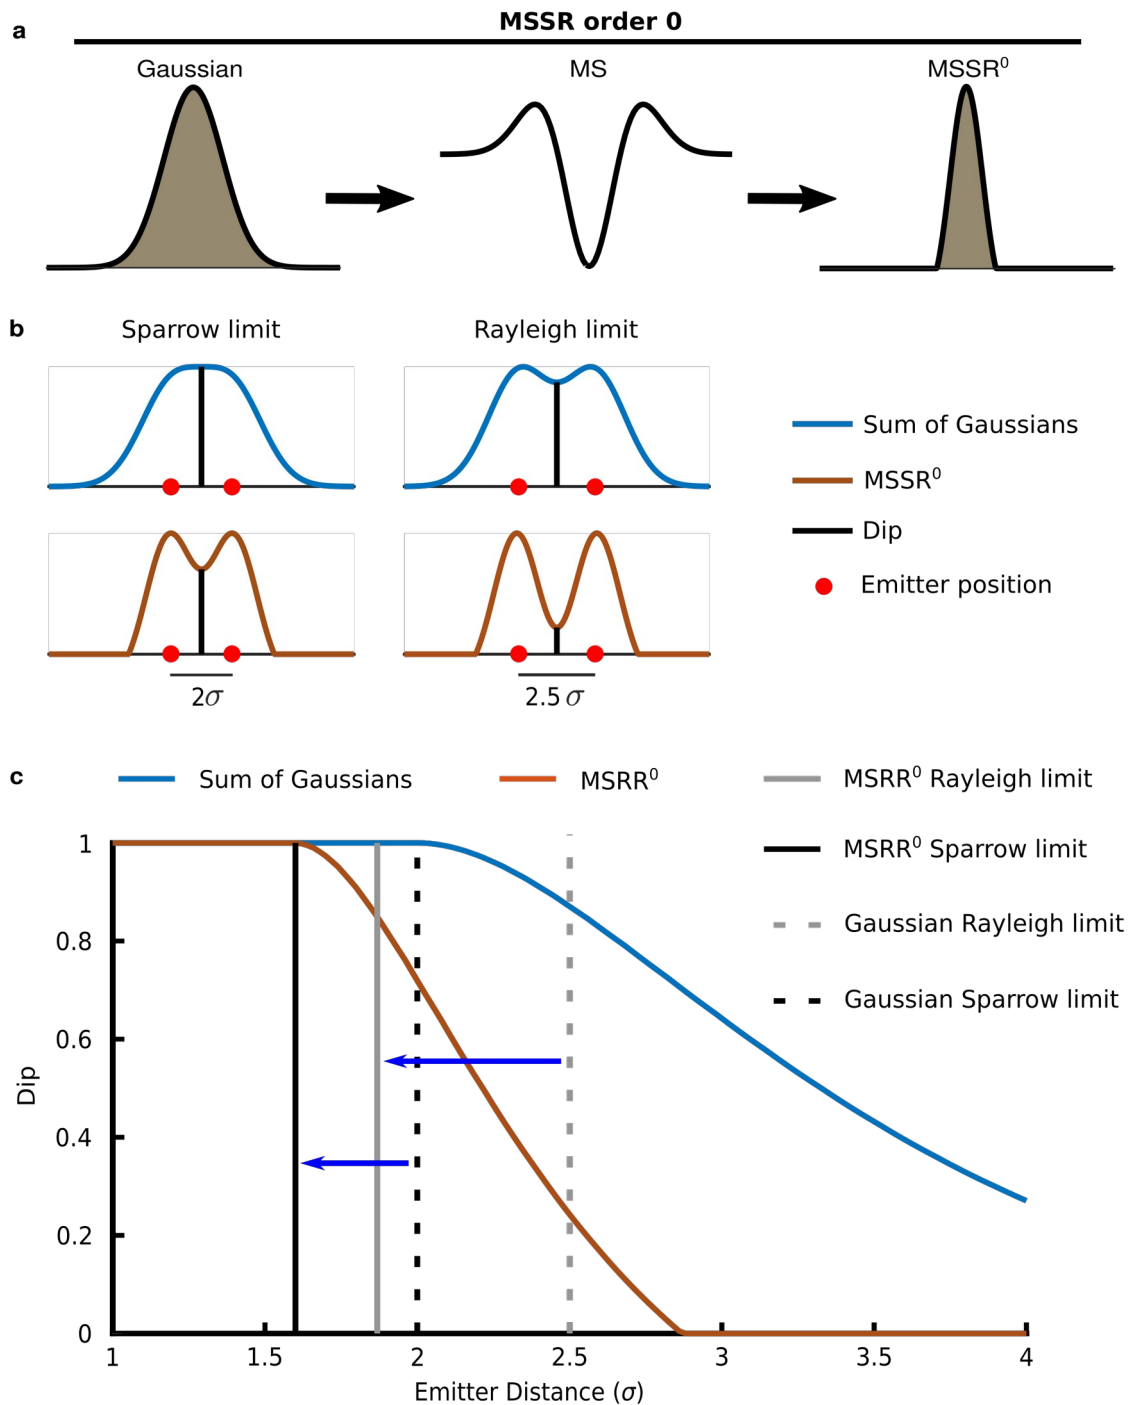 a
MSSR order 0
Gaussian
MS
MSSR⁰
b
Sparrow limit
Rayleigh limit
Sum of Gaussians
MSSR⁰
Dip
Emitter position
2σ
2.5 σ
c
Sum of Gaussians
MSRR⁰
MSRR⁰ Rayleigh limit
MSRR⁰ Sparrow limit
Gaussian Rayleigh limit
Gaussian Sparrow limit
1
0.8
0.6
0.4
0.2
0
Dip
1 1.5 2 2.5 3 3.5 4
Emitter Distance (σ)